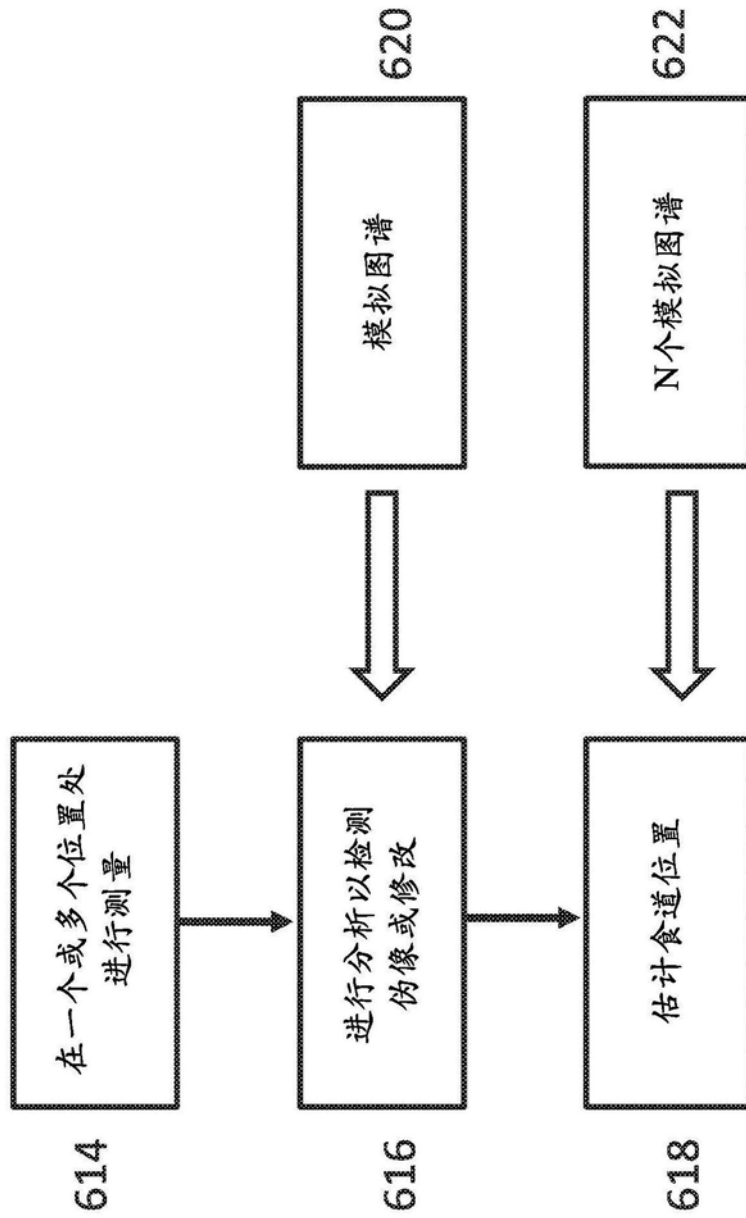 614
在一个或多个位置处
进行测量
616
进行分析以检测
伪像或修改
620
模拟图谱
618
估计食道位置
622
N个模拟图谱